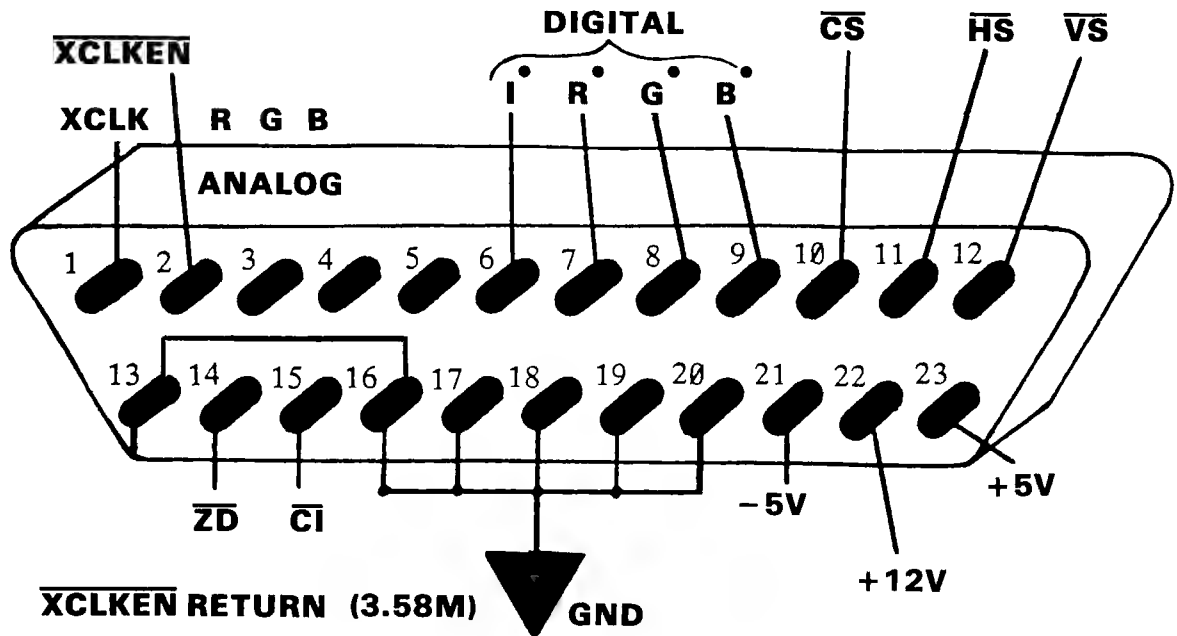 DIGITAL
CS HS VS
XCLKEN
I• R• G• B•
XCLK R G B
ANALOG
1 2 3 4 5 6 7 8 9 10 11 12
13 14 15 16 17 18 19 20 21 22 23
ZD CI -5V +5V
+12V
XCLKEN RETURN (3.58M) GND